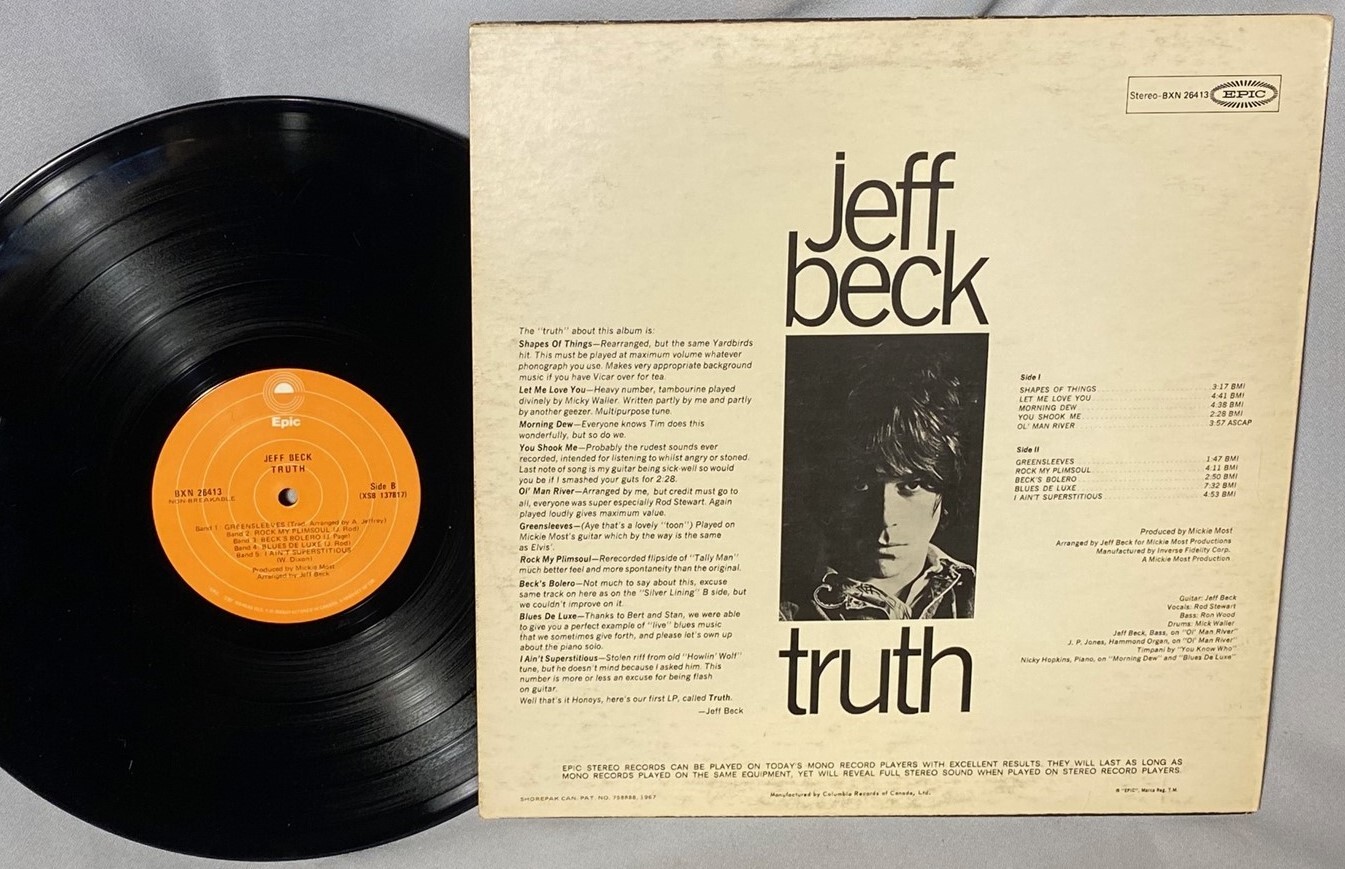 Epic
JEFF BECK
TRUTH
BXN 26413
NON-BREAKABLE
Side B
(XSB 137817)
Band 1: GREENSLEEVES (Trad. Arranged by A. Jeffrey)
Band 2: ROCK MY PLIMSOUL (J. Rod)
Band 3: BECK'S BOLERO (J. Page)
Band 4: BLUES DE LUXE (J. Rod)
Band 5: I AIN'T SUPERSTITIOUS
(W. Dixon)
Produced by Mickie Most
Arranged by Jeff Beck
Stereo-BXN 26413 EPIC
jeff
beck
The "truth" about this album is:
Shapes Of Things—Rearranged, but the same Yardbirds
hit. This must be played at maximum volume whatever
phonograph you use. Makes very appropriate background
music if you have Vicar over for tea.
Let Me Love You—Heavy number, tambourine played
divinely by Micky Waller. Written partly by me and partly
by another geezer. Multipurpose tune.
Morning Dew—Everyone knows Tim does this
wonderfully, but so do we.
You Shook Me—Probably the rudest sounds ever
recorded, intended for listening to whilst angry or stoned.
Last note of song is my guitar being sick-well so would
you be if I smashed your guts for 2:28.
Ol' Man River—Arranged by me, but credit must go to
all, everyone was super especially Rod Stewart. Again
played loudly gives maximum value.
Greensleeves—(Aye that's a lovely "toon") Played on
Mickie Most's guitar which by the way is the same
as Elvis'.
Rock My Plimsoul—Rerecorded flipside of "Tally Man"
much better feel and more spontaneity than the original.
Beck's Bolero—Not much to say about this, excuse
same track on here as on the "Silver Lining" B side, but
we couldn't improve on it.
Blues De Luxe—Thanks to Bert and Stan, we were able
to give you a perfect example of "live" blues music
that we sometimes give forth, and please let's own up
about the piano solo.
I Ain't Superstitious—Stolen riff from old "Howlin' Wolf"
tune, but he doesn't mind because I asked him. This
number is more or less an excuse for being flash
on guitar.
Well that's it Honeys, here's our first LP, called Truth.
—Jeff Beck
Side I
SHAPES OF THINGS 3:17 BMI
LET ME LOVE YOU 4:41 BMI
MORNING DEW 4:38 BMI
YOU SHOOK ME 2:28 BMI
OL' MAN RIVER 3:57 ASCAP
Side II
GREENSLEEVES 1:47 BMI
ROCK MY PLIMSOUL 4:11 BMI
BECK'S BOLERO 2:50 BMI
BLUES DE LUXE 7:32 BMI
I AIN'T SUPERSTITIOUS 4:53 BMI
Produced by Mickie Most
Arranged by Jeff Beck for Mickie Most Productions
Manufactured by Inverse Fidelity Corp.
A Mickie Most Production
Guitar: Jeff Beck
Vocals: Rod Stewart
Bass: Ron Wood
Drums: Mick Waller
Jeff Beck, Bass, on "Ol' Man River"
J. P. Jones, Hammond Organ, on "Ol' Man River"
Timpani by "You Know Who"
Nicky Hopkins, Piano, on "Morning Dew" and "Blues De Luxe"
truth
EPIC STEREO RECORDS CAN BE PLAYED ON TODAY'S MONO RECORD PLAYERS WITH EXCELLENT RESULTS. THEY WILL LAST AS LONG AS
MONO RECORDS PLAYED ON THE SAME EQUIPMENT, YET WILL REVEAL FULL STEREO SOUND WHEN PLAYED ON STEREO RECORD PLAYERS.
SHOREPAK CAN. PAT. NO. 758988, 1967
Manufactured by Columbia Records of Canada, Ltd.
® "EPIC", Marca Reg. T.M.